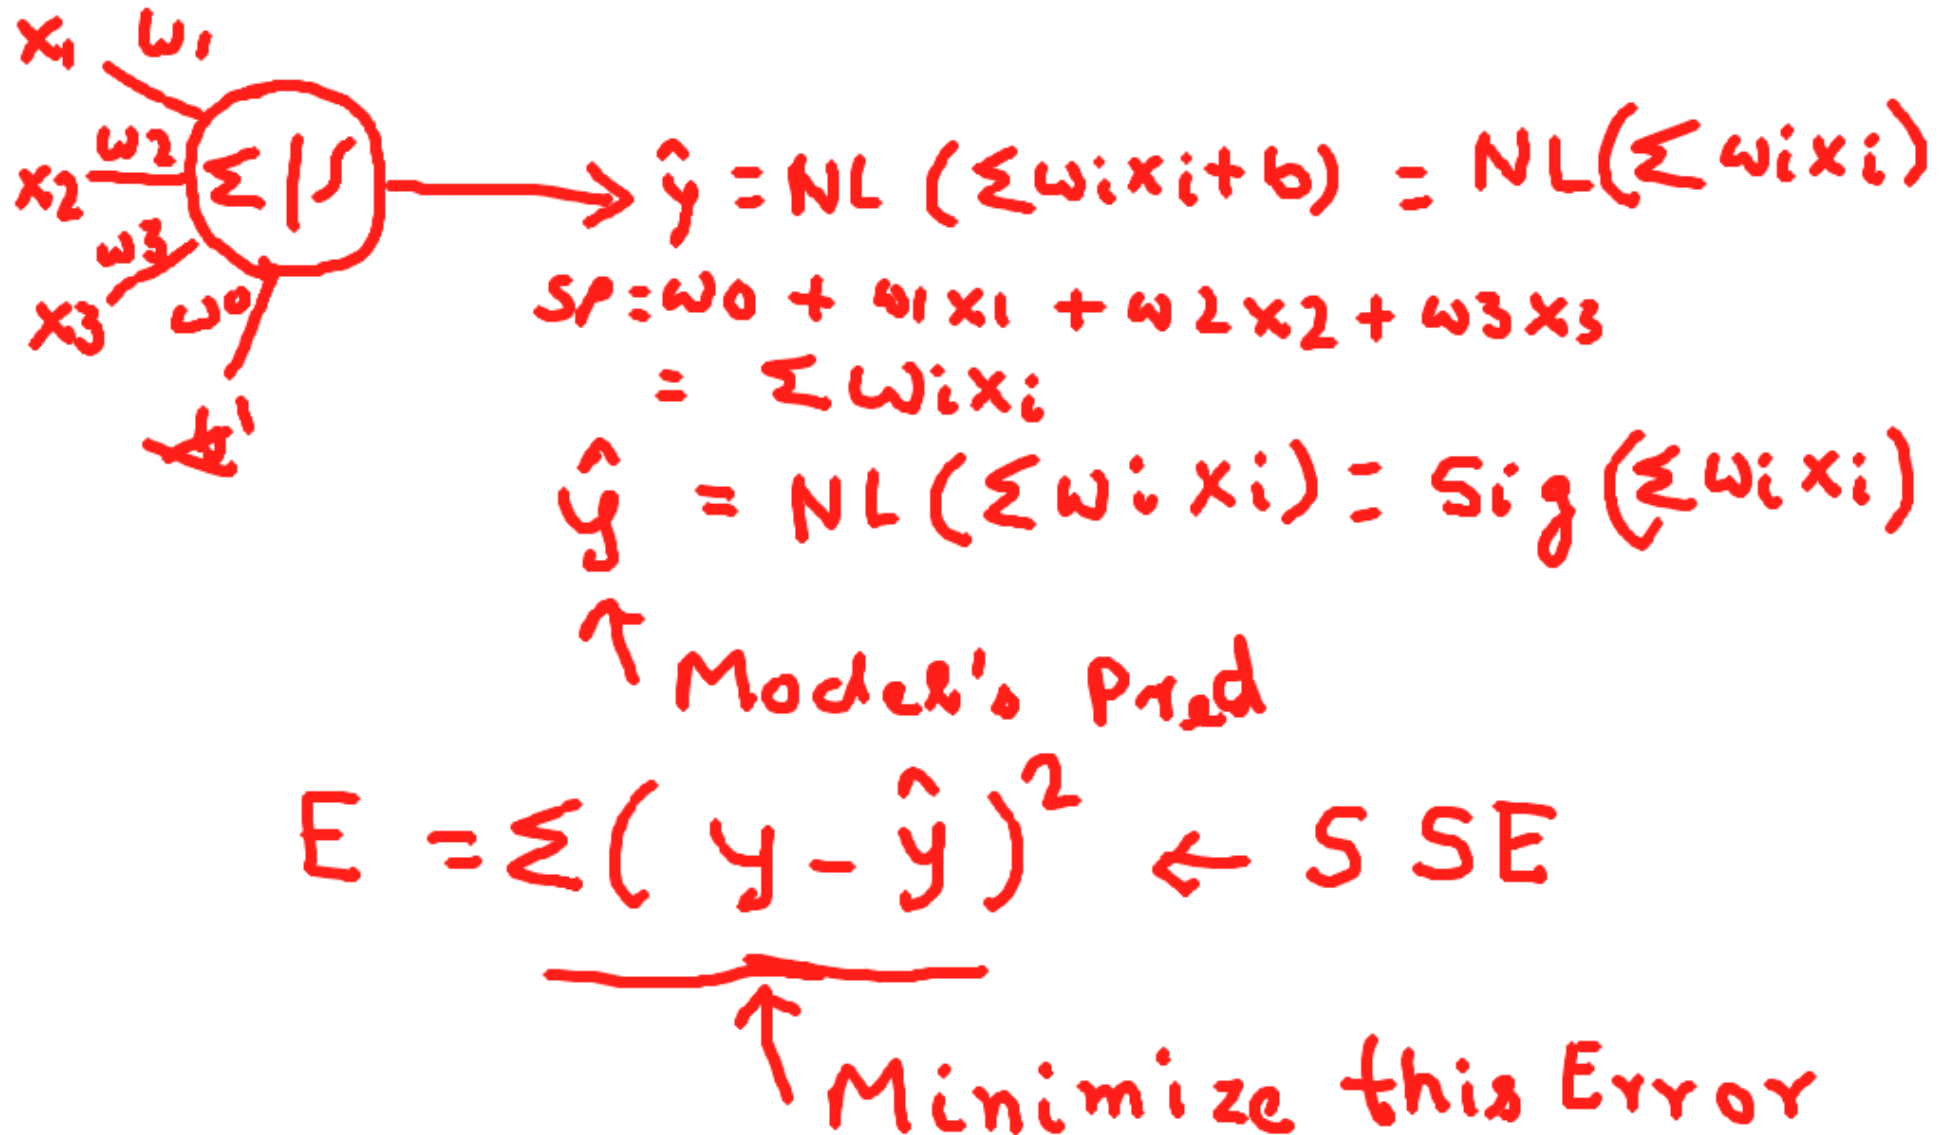 x1 w1
w2
x2
Σ | ʃ
ŷ = NL (Σwixi+b) = NL(Σwixi)
w3
x3
w0
1
SP = w0 + w1x1 + w2x2 + w3x3
= Σwixi
ŷ = NL(Σwixi) = Sig(Σwixi)
↑ Model's Pred
E = Σ(y - ŷ)² ← SSE
↑ Minimize this Error